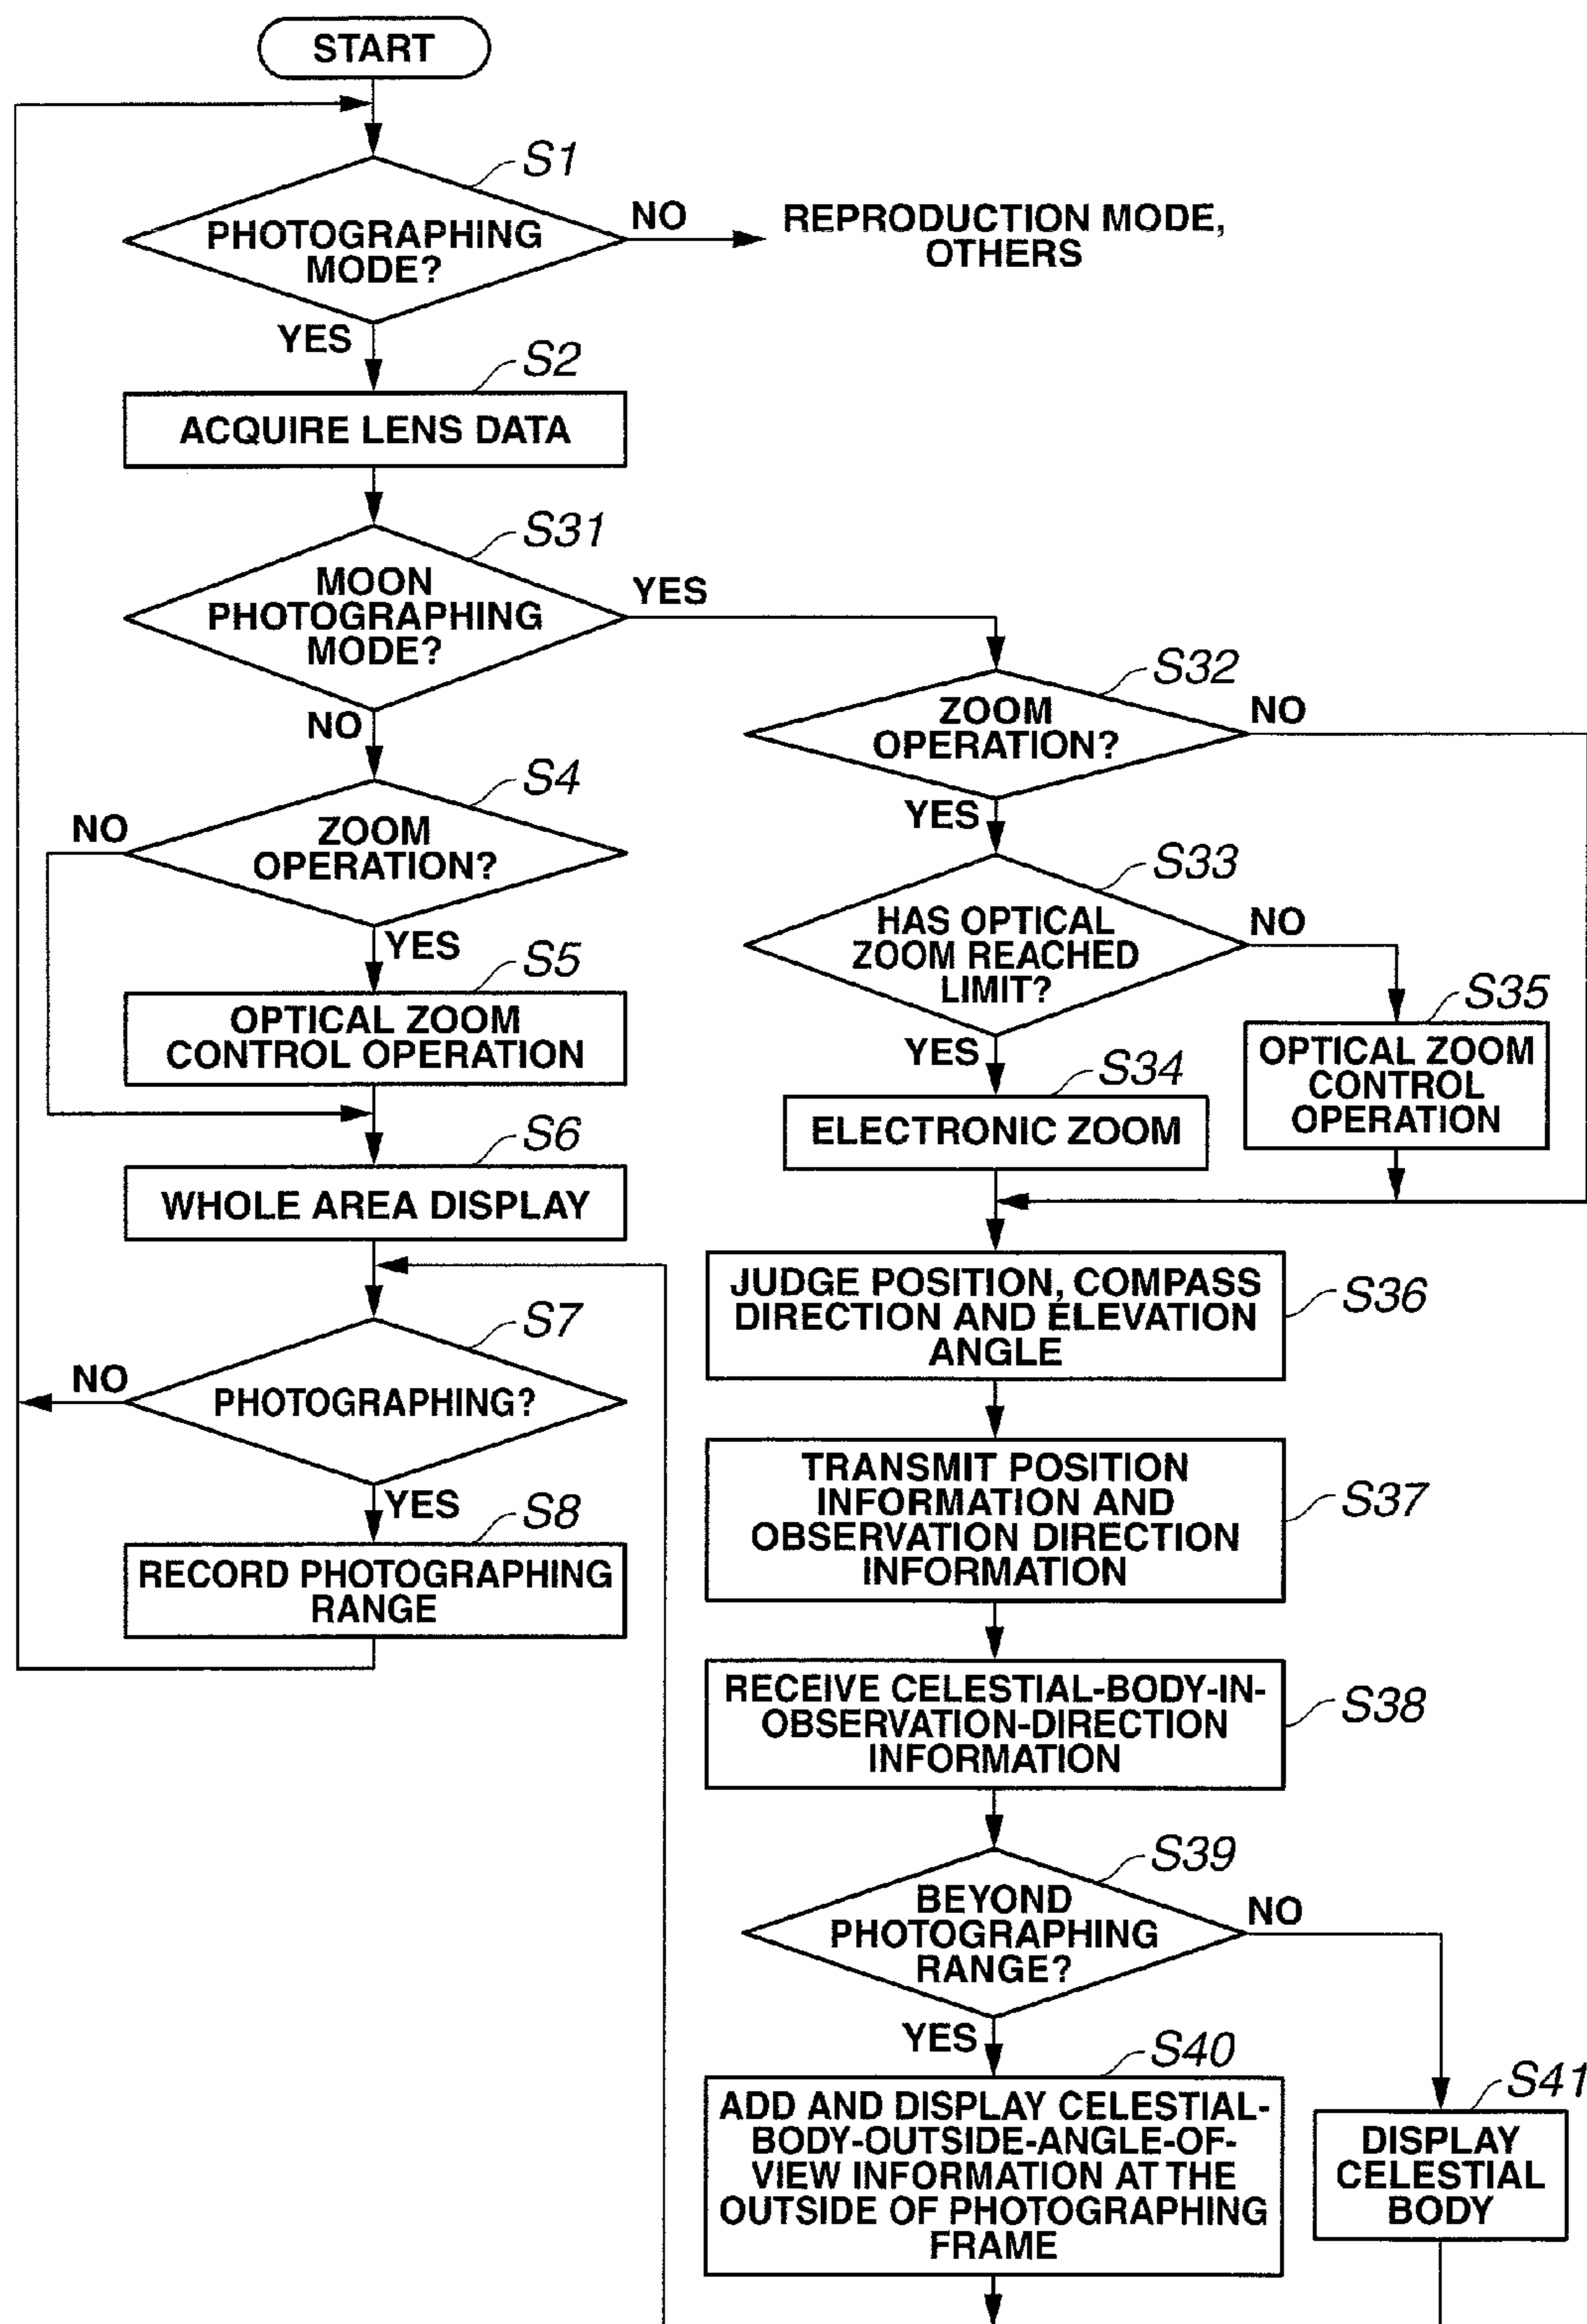 START
S1
PHOTOGRAPHING
MODE?
NO
REPRODUCTION MODE,
OTHERS
YES
S2
ACQUIRE LENS DATA
S31
MOON
PHOTOGRAPHING
MODE?
YES
NO
S4
ZOOM
OPERATION?
NO
YES
S5
OPTICAL ZOOM
CONTROL OPERATION
S6
WHOLE AREA DISPLAY
S7
PHOTOGRAPHING?
NO
YES
S8
RECORD PHOTOGRAPHING
RANGE
S32
ZOOM
OPERATION?
NO
YES
S33
HAS OPTICAL
ZOOM REACHED
LIMIT?
NO
YES
S35
OPTICAL ZOOM
CONTROL
OPERATION
S34
ELECTRONIC ZOOM
JUDGE POSITION, COMPASS
DIRECTION AND ELEVATION
ANGLE
S36
TRANSMIT POSITION
INFORMATION AND
OBSERVATION DIRECTION
INFORMATION
S37
RECEIVE CELESTIAL-BODY-IN-
OBSERVATION-DIRECTION
INFORMATION
S38
S39
BEYOND
PHOTOGRAPHING
RANGE?
NO
YES
S40
ADD AND DISPLAY CELESTIAL-
BODY-OUTSIDE-ANGLE-OF-
VIEW INFORMATION AT THE
OUTSIDE OF PHOTOGRAPHING
FRAME
S41
DISPLAY
CELESTIAL
BODY